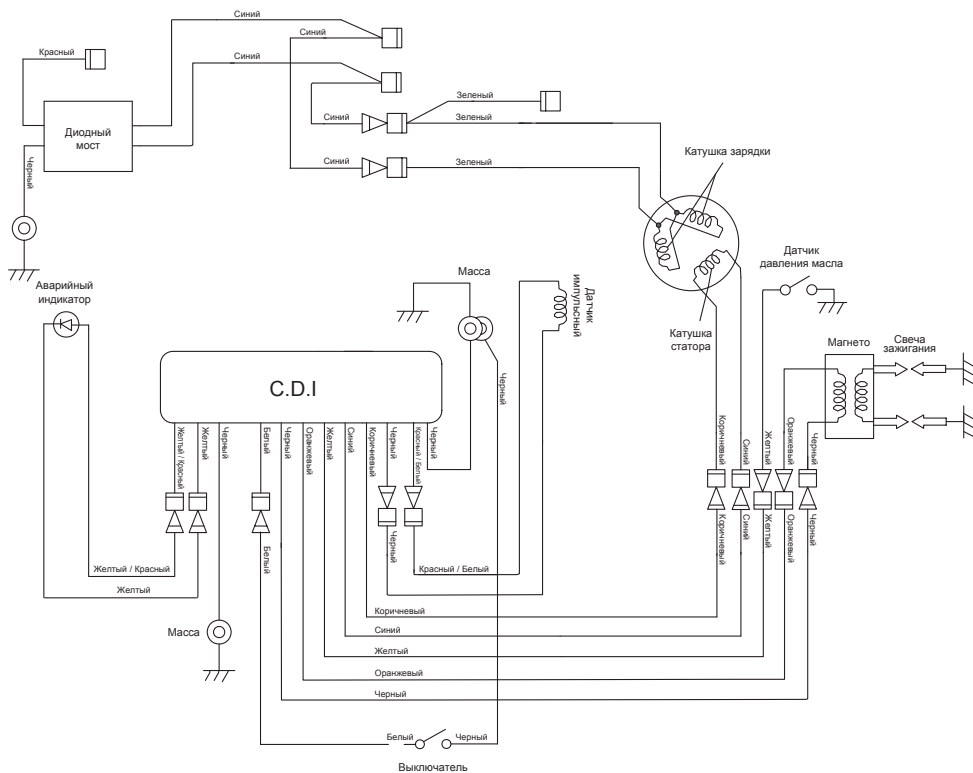 Синий
Синий
Красный
Синий
Зеленый
Синий
Зеленый
Диодный
мост
Черный
Синий
Зеленый
Катушка зарядки
Датчик
давления масла
Масса
Датчик
импульсный
Аварийный
индикатор
Катушка
статора
Магнето
Свеча
зажигания
Черный
C.D.I
Желтый / Красный
Желтый
Черный
Белый
Черный
Оранжевый
Желтый
Синий
Коричневый
Черный
Красный / Белый
Черный
Коричневый
Синий
Желтый
Оранжевый
Черный
Белый
Черный
Коричневый
Синий
Желтый
Оранжевый
Черный
Желтый / Красный
Красный / Белый
Желтый
Коричневый
Масса
Синий
Желтый
Оранжевый
Черный
Белый
Черный
Выключатель